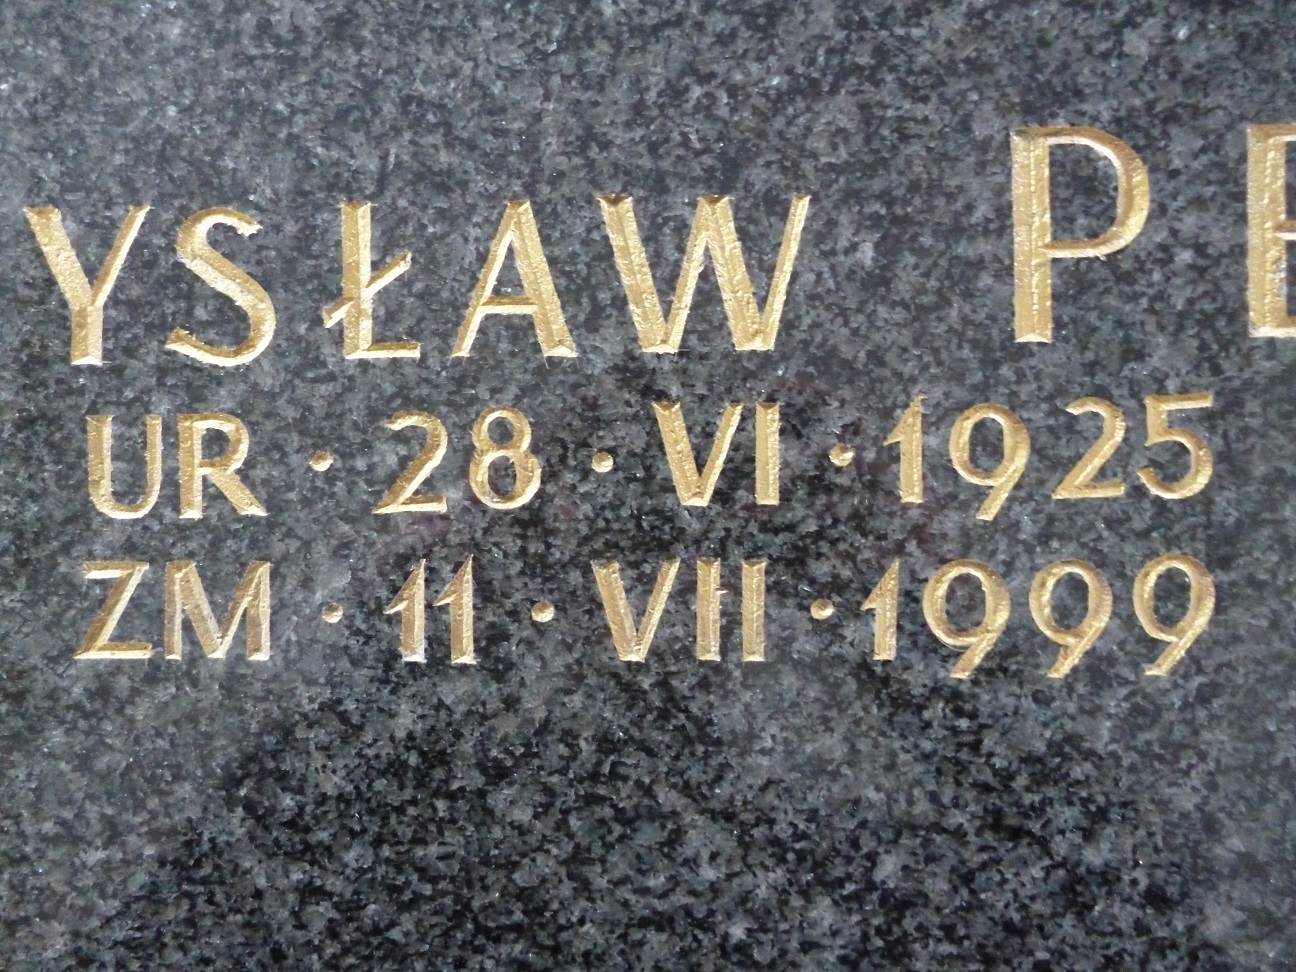 YSŁAW PE
UR · 28 · VI · 1925
ZM · 11 · VII · 1999